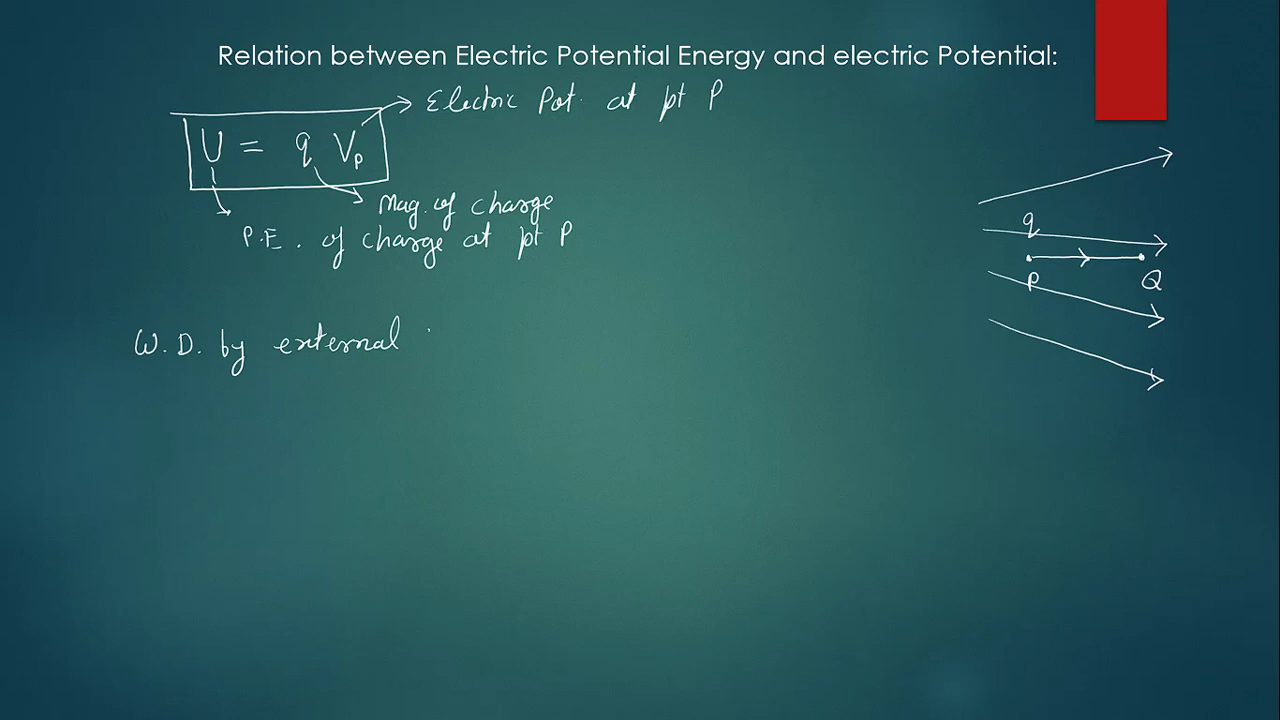 Relation between Electric Potential Energy and electric Potential:
Electric Pot. at pt P
U = q Vp
Mag. of charge
P.E. of charge at pt P
q
P Q
W.D. by external